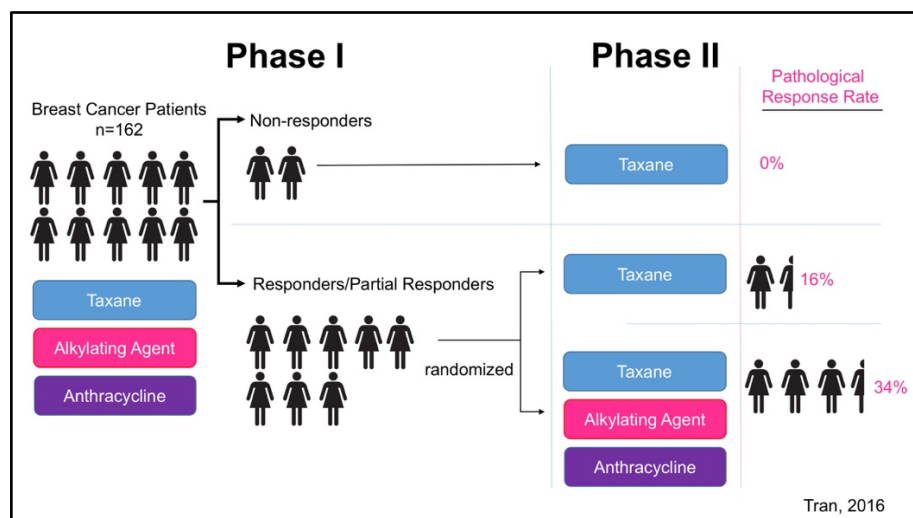 Phase I
Phase II
Pathological
Response Rate
Breast Cancer Patients
n=162
Non-responders
Taxane
0%
Responders/Partial Responders
Taxane
16%
Taxane
Alkylating Agent
Anthracycline
randomized
Taxane
Alkylating Agent
Anthracycline
34%
Tran, 2016